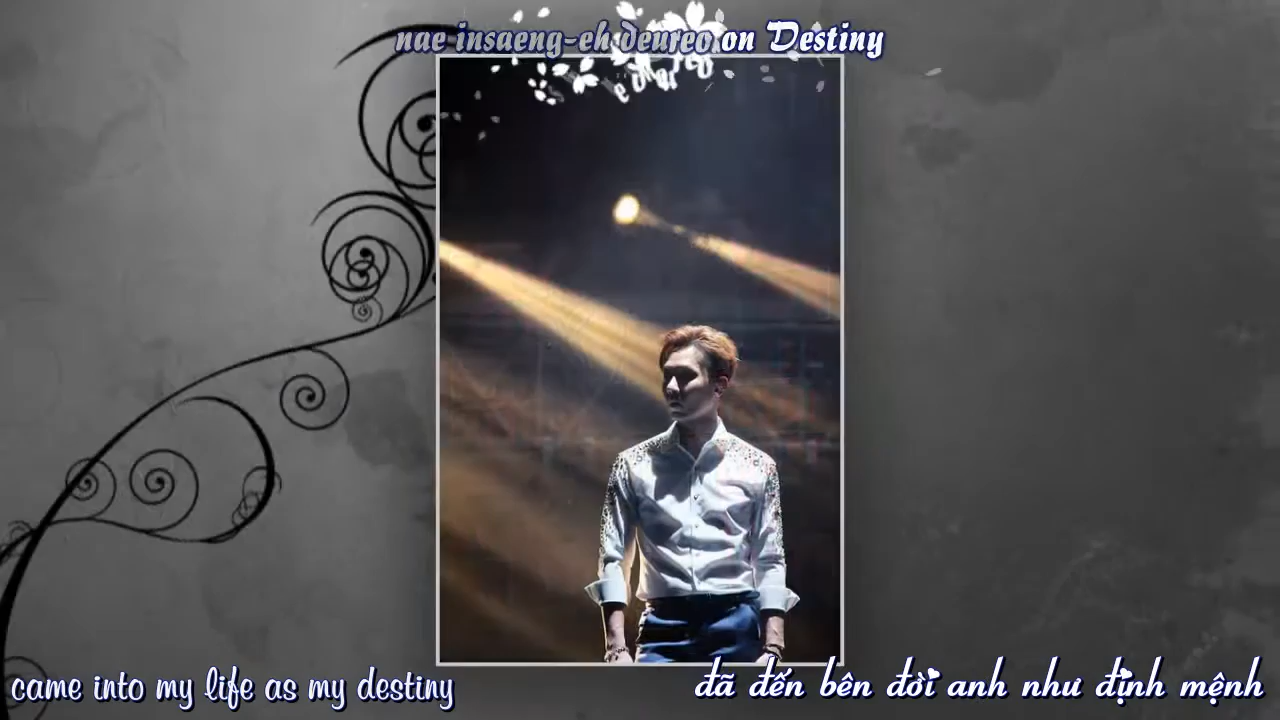 nae insaeng-eh deureo on Destiny
came into my life as my destiny
đã đến bên đời anh như định mệnh